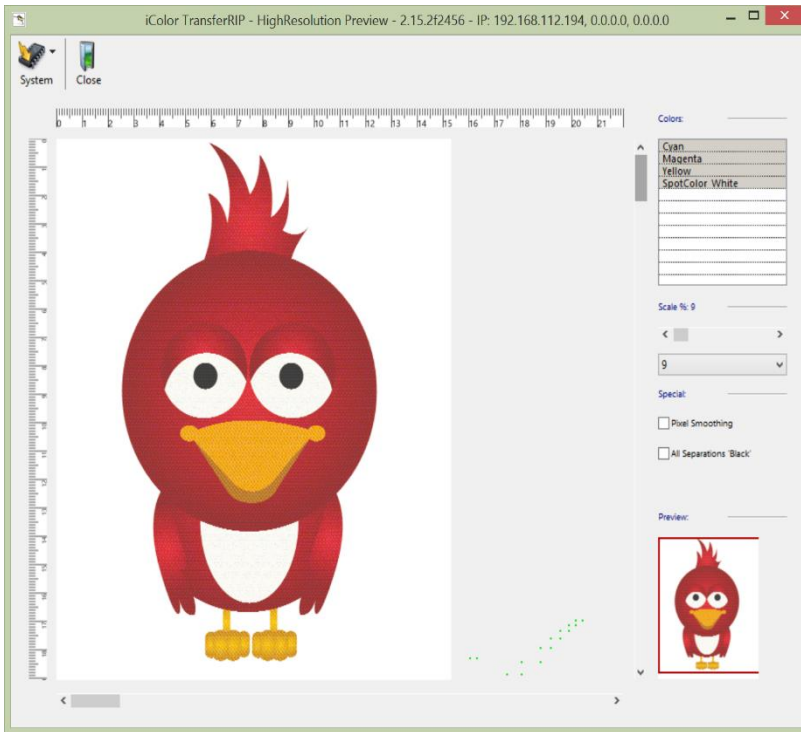 iColor TransferRIP - HighResolution Preview - 2.15.2f2456 - IP: 192.168.112.194, 0.0.0.0, 0.0.0.0
System
Close
0 1 2 3 4 5 6 7 8 9 10 11 12 13 14 15 16 17 18 19 20 21
Colors:
Cyan
Magenta
Yellow
SpotColor White
Scale %: 9
9
Special:
Pixel Smoothing
All Separations 'Black'
Preview: